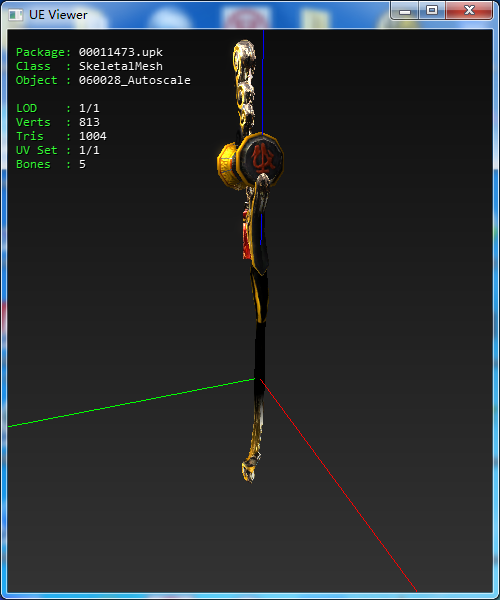 UE Viewer
Package: 00011473.upk
Class : SkeletalMesh
Object : 060028_Autoscale
LOD : 1/1
Verts : 813
Tris : 1004
UV Set : 1/1
Bones : 5